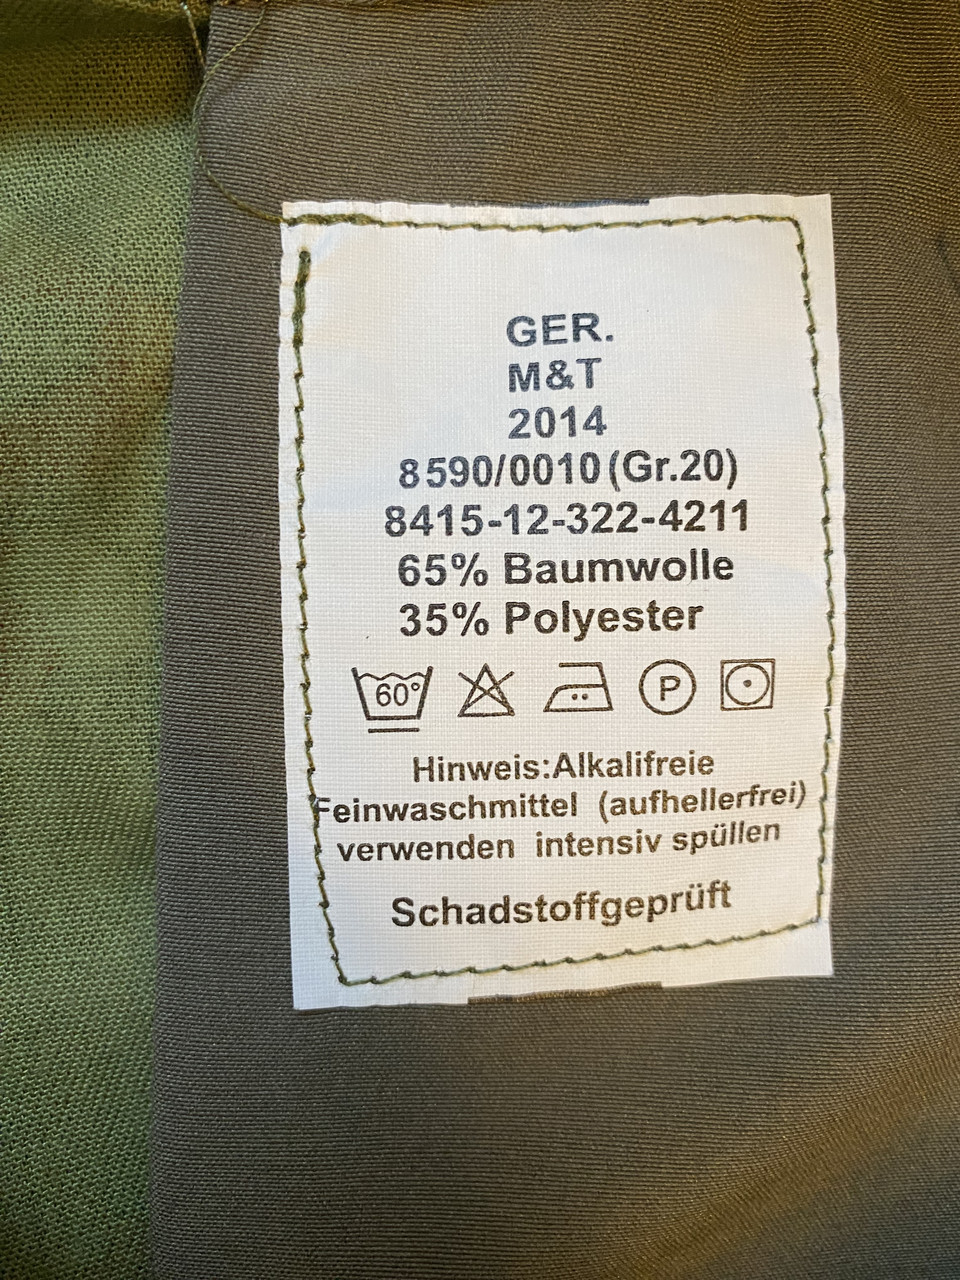 GER.
M&T
2014
8590/0010 (Gr.20)
8415-12-322-4211
65% Baumwolle
35% Polyester
60° P
Hinweis:Alkalifreie
Feinwaschmittel (aufhellerfrei)
verwenden intensiv spüllen
Schadstoffgeprüft